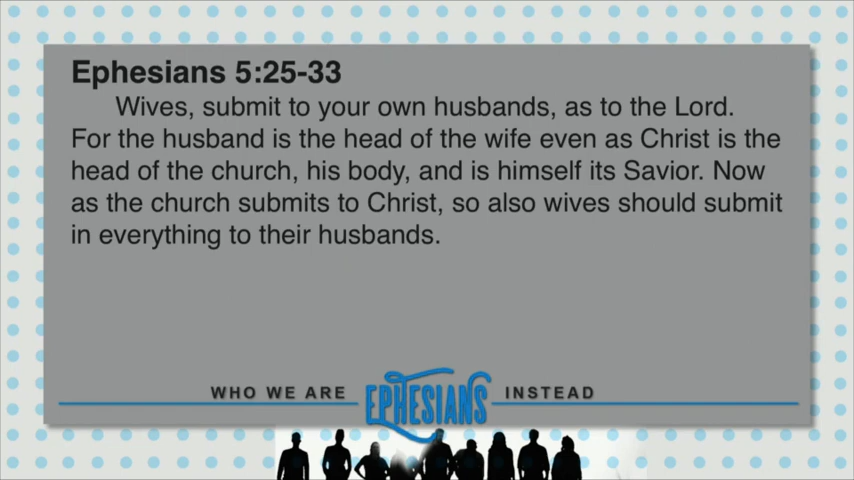 Ephesians 5:25-33
Wives, submit to your own husbands, as to the Lord.
For the husband is the head of the wife even as Christ is the
head of the church, his body, and is himself its Savior. Now
as the church submits to Christ, so also wives should submit
in everything to their husbands.
WHO WE ARE EPHESIANS INSTEAD